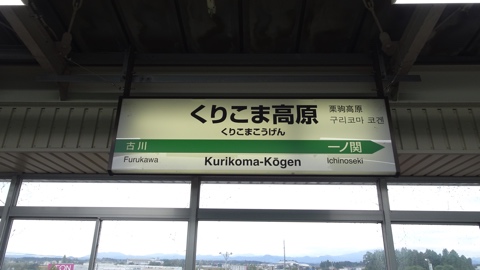 くりこま高原
くりこまこうげん
栗駒高原
구리코마 코겐
古川
Furukawa
Kurikoma-Kōgen
一ノ関
Ichinoseki